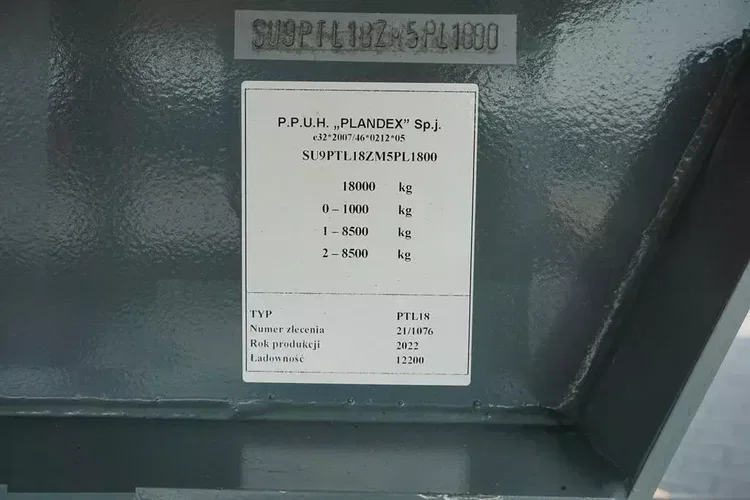 SU9PTL18ZM5PL1800
P.P.U.H. „PLANDEX” Sp.j.
e32*2007/46*0212*05
SU9PTL18ZM5PL1800
18000 kg
0 – 1000 kg
1 – 8500 kg
2 – 8500 kg
TYP PTL18
Numer zlecenia 21/1076
Rok produkcji 2022
Ładowność 12200